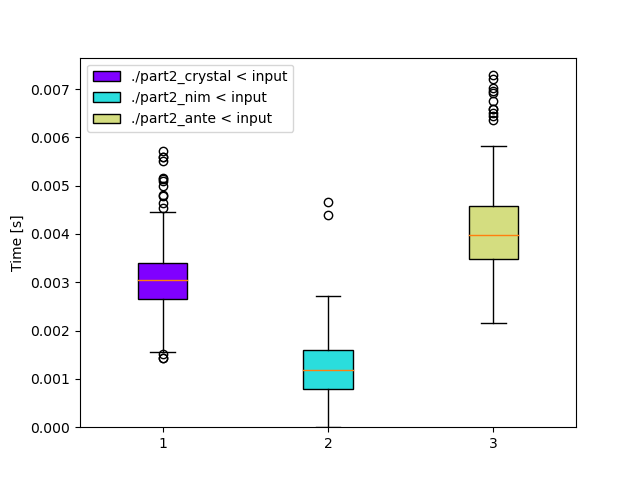 ./part2_crystal < input
./part2_nim < input
./part2_ante < input
Time [s]
0.007
0.006
0.005
0.004
0.003
0.002
0.001
0.000
1 2 3